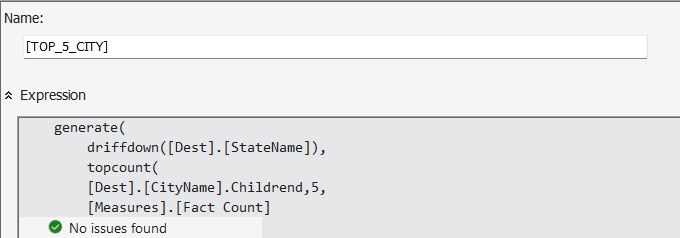 Name:
[TOP_5_CITY]
Expression
generate(
driffdown([Dest].[StateName]),
topcount(
[Dest].[CityName].Childrend,5,
[Measures].[Fact Count]
No issues found